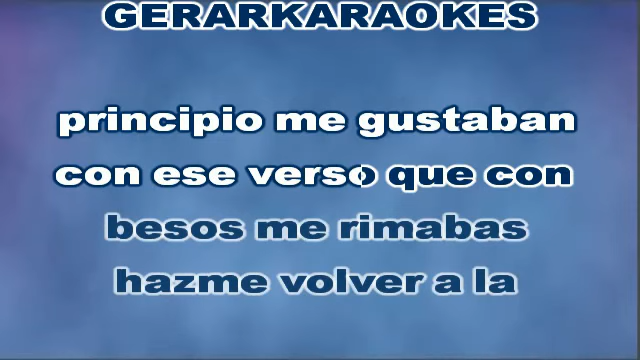 GERARKARAOKES
principio me gustaban
con ese verso que con
besos me rimabas
hazme volver a la